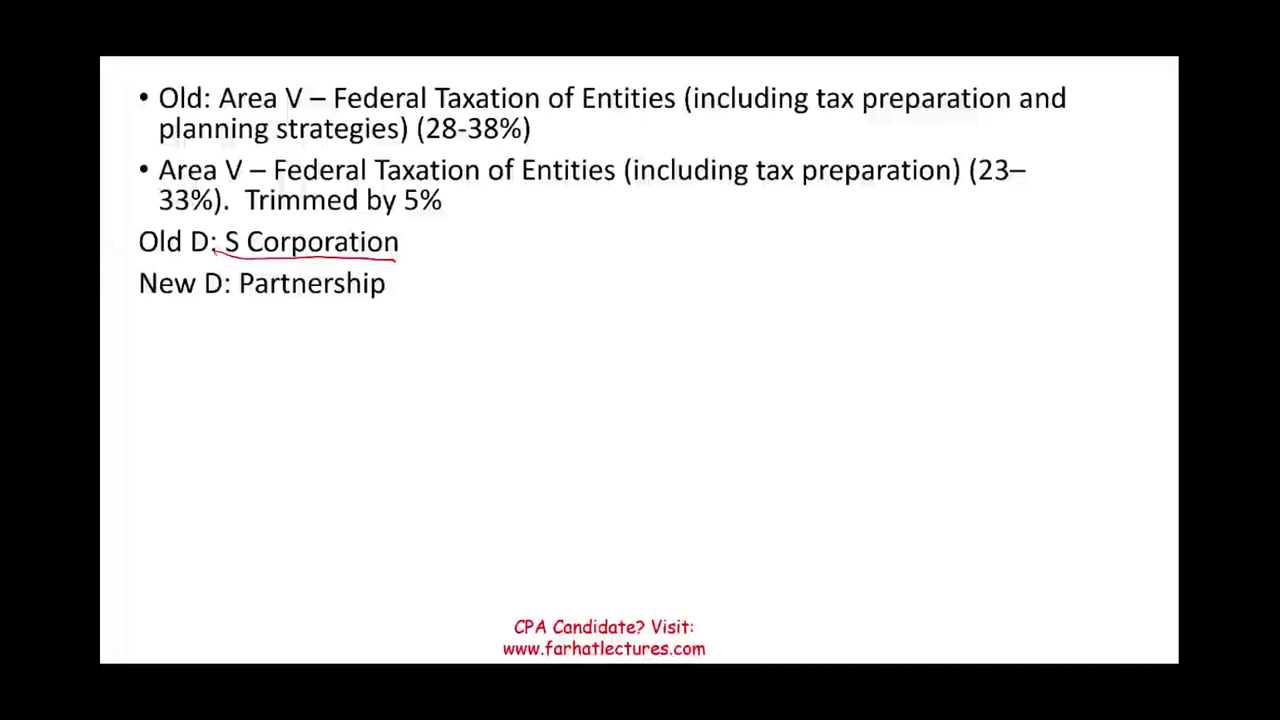 • Old: Area V – Federal Taxation of Entities (including tax preparation and
planning strategies) (28-38%)
• Area V – Federal Taxation of Entities (including tax preparation) (23–
33%).  Trimmed by 5%
Old D: S Corporation
New D: Partnership
CPA Candidate? Visit:
www.farhatlectures.com